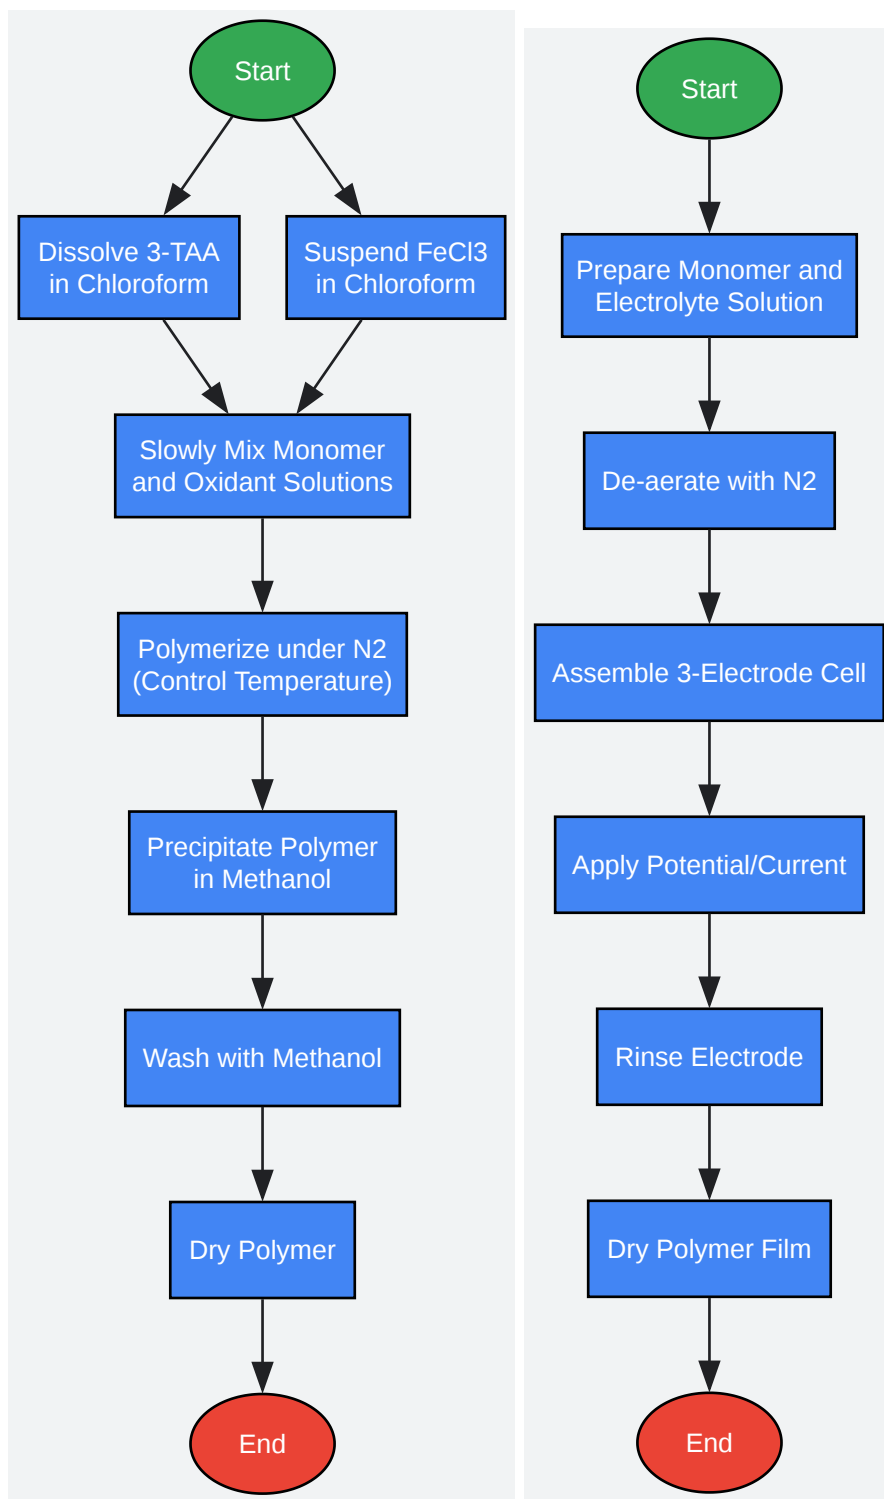 Start
Dissolve 3-TAA
in Chloroform
Suspend FeCl3
in Chloroform
Slowly Mix Monomer
and Oxidant Solutions
Polymerize under N2
(Control Temperature)
Precipitate Polymer
in Methanol
Wash with Methanol
Dry Polymer
End
Start
Prepare Monomer and
Electrolyte Solution
De-aerate with N2
Assemble 3-Electrode Cell
Apply Potential/Current
Rinse Electrode
Dry Polymer Film
End